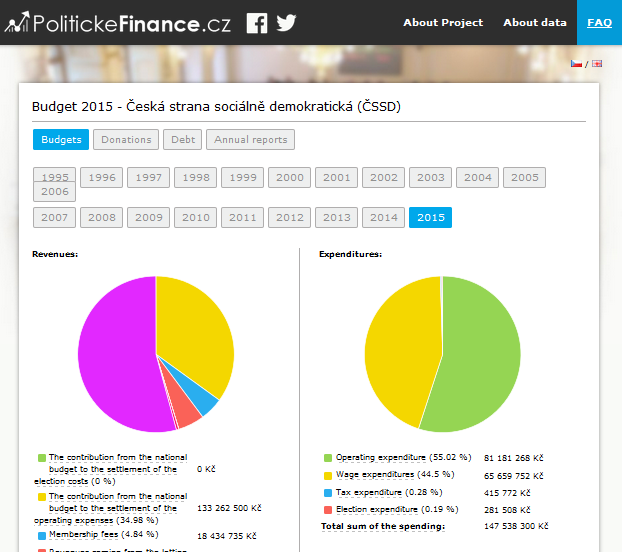 PolitickeFinance.cz
About Project About data FAQ
/
Budget 2015 - Česká strana sociálně demokratická (ČSSD)
Budgets Donations Debt Annual reports
1995 1996 1997 1998 1999 2000 2001 2002 2003 2004 2005
2006
2007 2008 2009 2010 2011 2012 2013 2014 2015
Revenues:
The contribution from the national
budget to the settlement of the
election costs (0 %)
0 Kč
The contribution from the national
budget to the settlement of the
operating expenses (34.98 %)
133 262 500 Kč
Membership fees (4.84 %) 18 434 735 Kč
Expenditures:
Operating expenditure (55.02 %) 81 181 268 Kč
Wage expenditures (44.5 %) 65 659 752 Kč
Tax expenditure (0.28 %) 415 772 Kč
Election expenditure (0.19 %) 281 508 Kč
Total sum of the spending: 147 538 300 Kč